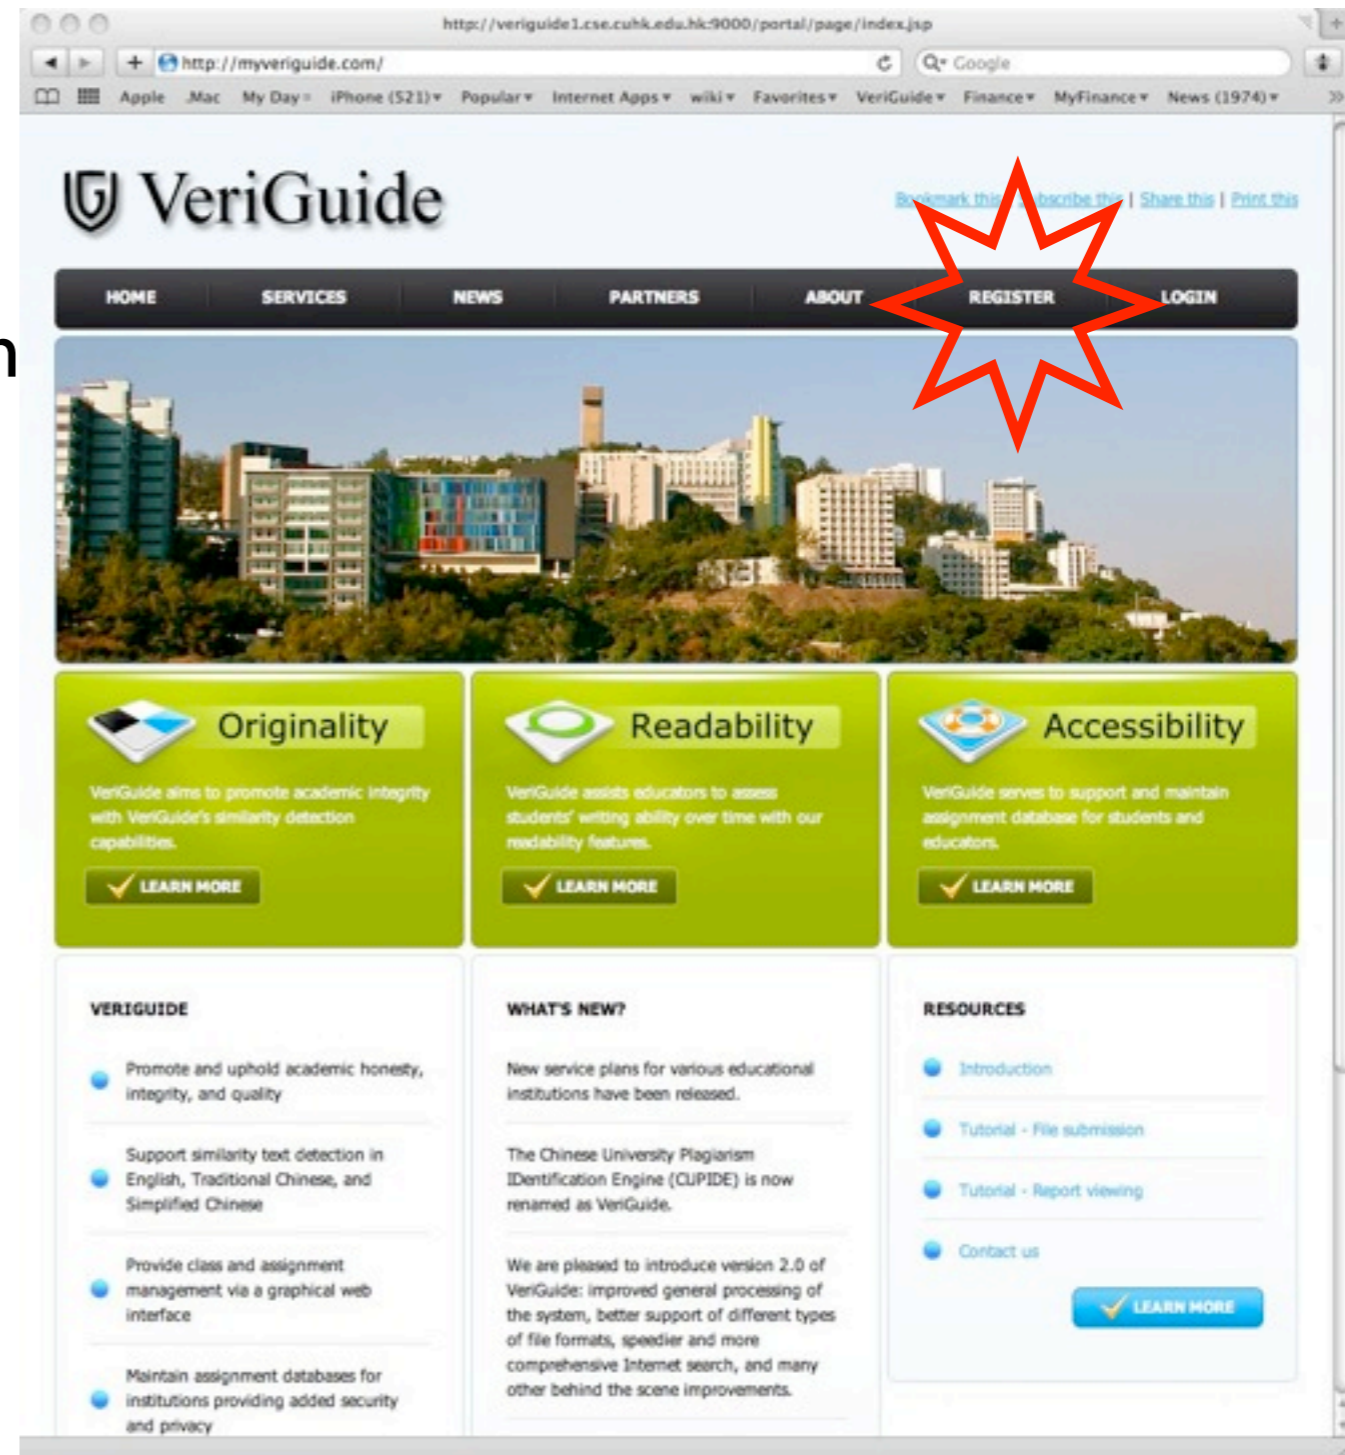 http://veriguide1.cse.cuhk.edu.hk:9000/portal/page/index.jsp
http://myveriguide.com/
Google
Apple .Mac My Day iPhone (521) Popular Internet Apps wiki Favorites VeriGuide Finance MyFinance News (1974)
VeriGuide
Bookmark this | Subscribe this | Share this | Print this
HOME SERVICES NEWS PARTNERS ABOUT REGISTER LOGIN
n
Originality
VeriGuide aims to promote academic integrity
with VeriGuide's similarity detection
capabilities.
LEARN MORE
Readability
VeriGuide assists educators to assess
students' writing ability over time with our
readability features.
LEARN MORE
Accessibility
VeriGuide serves to support and maintain
assignment database for students and
educators.
LEARN MORE
VERIGUIDE
Promote and uphold academic honesty,
integrity, and quality
Support similarity text detection in
English, Traditional Chinese, and
Simplified Chinese
Provide class and assignment
management via a graphical web
interface
Maintain assignment databases for
institutions providing added security
and privacy
WHAT'S NEW?
New service plans for various educational
institutions have been released.
The Chinese University Plagiarism
IDentification Engine (CUPIDE) is now
renamed as VeriGuide.
We are pleased to introduce version 2.0 of
VeriGuide: improved general processing of
the system, better support of different types
of file formats, speedier and more
comprehensive Internet search, and many
other behind the scene improvements.
RESOURCES
Introduction
Tutorial - File submission
Tutorial - Report viewing
Contact us
LEARN MORE